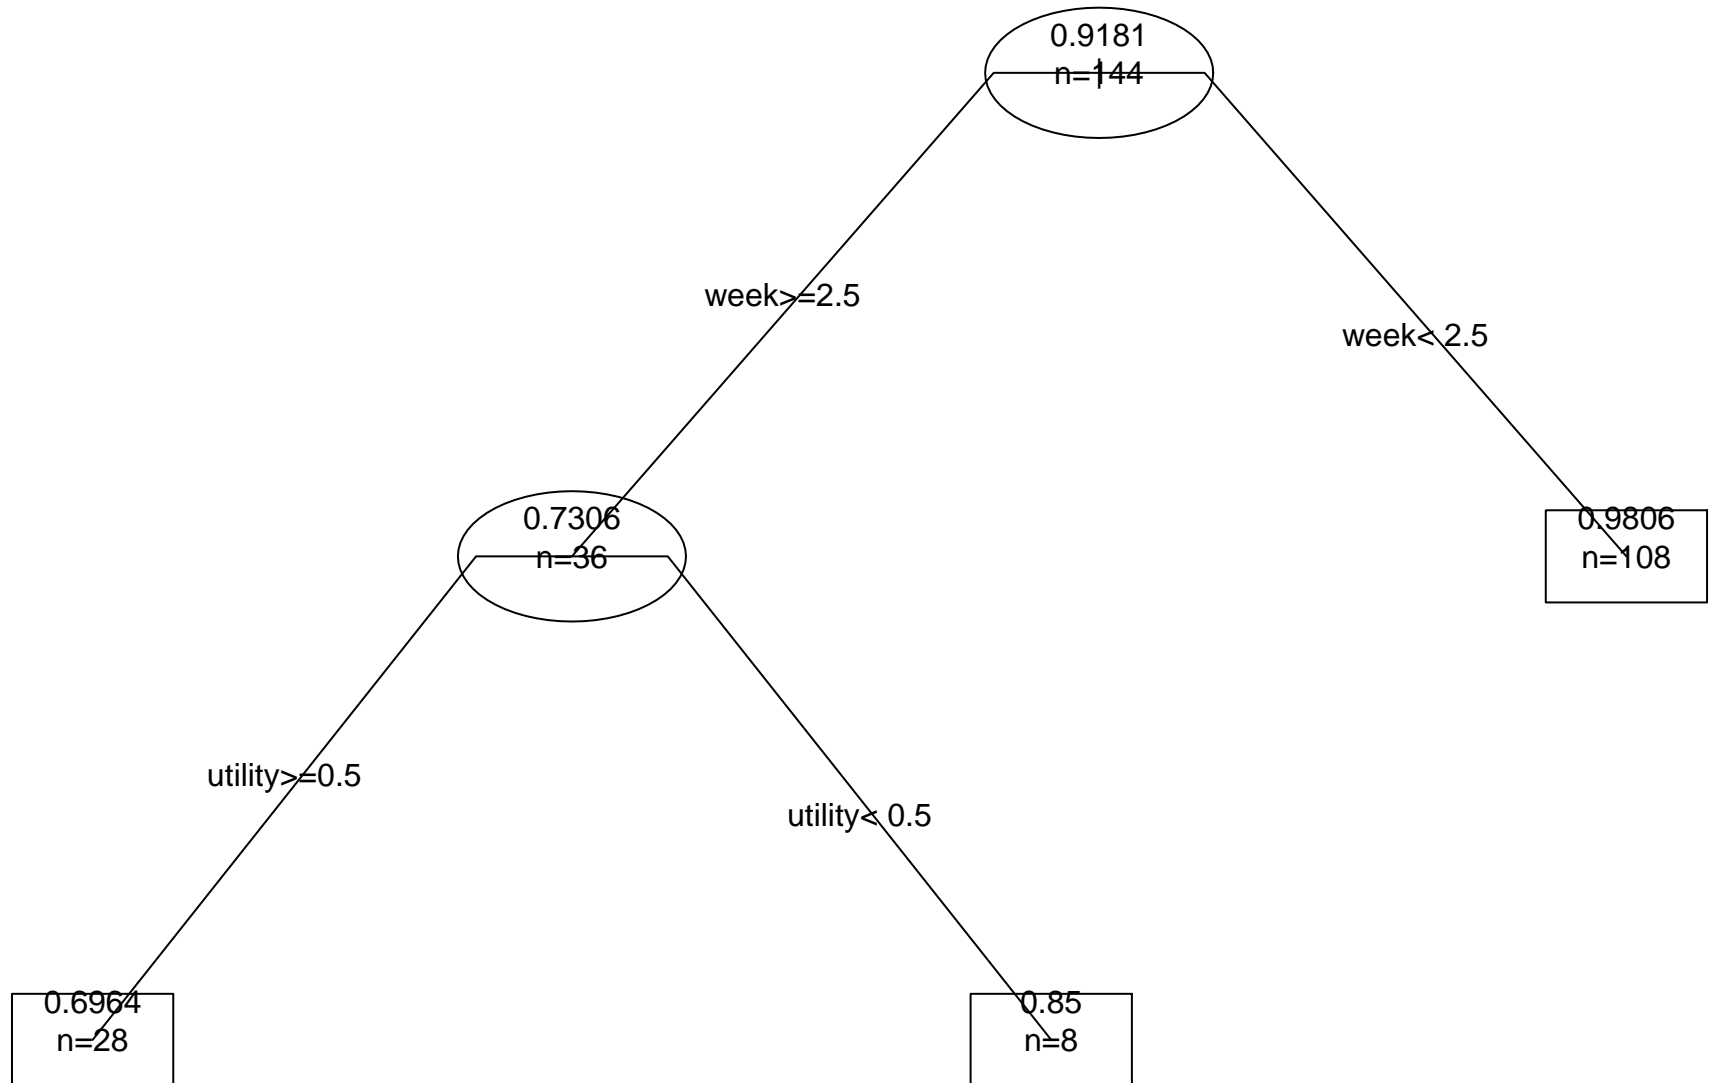 0.9181
n=144
week>=2.5
week< 2.5
0.7306
n=36
0.9806
n=108
utility>=0.5
utility< 0.5
0.6964
n=28
0.85
n=8